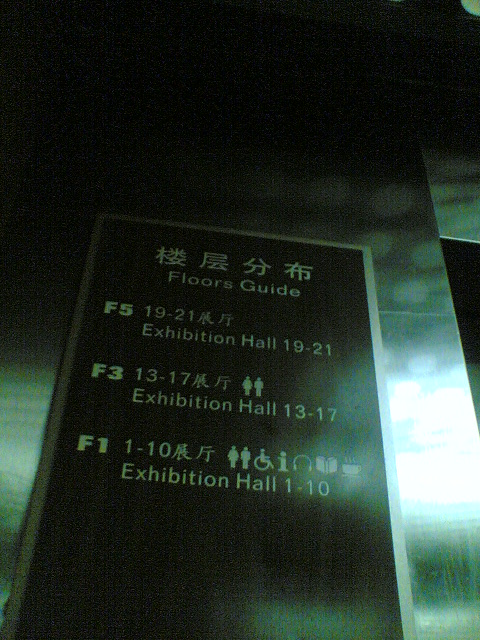 楼层分布
Floors Guide
F5 19-21展厅
Exhibition Hall 19-21
F3 13-17展厅
Exhibition Hall 13-17
F1 1-10展厅
Exhibition Hall 1-10